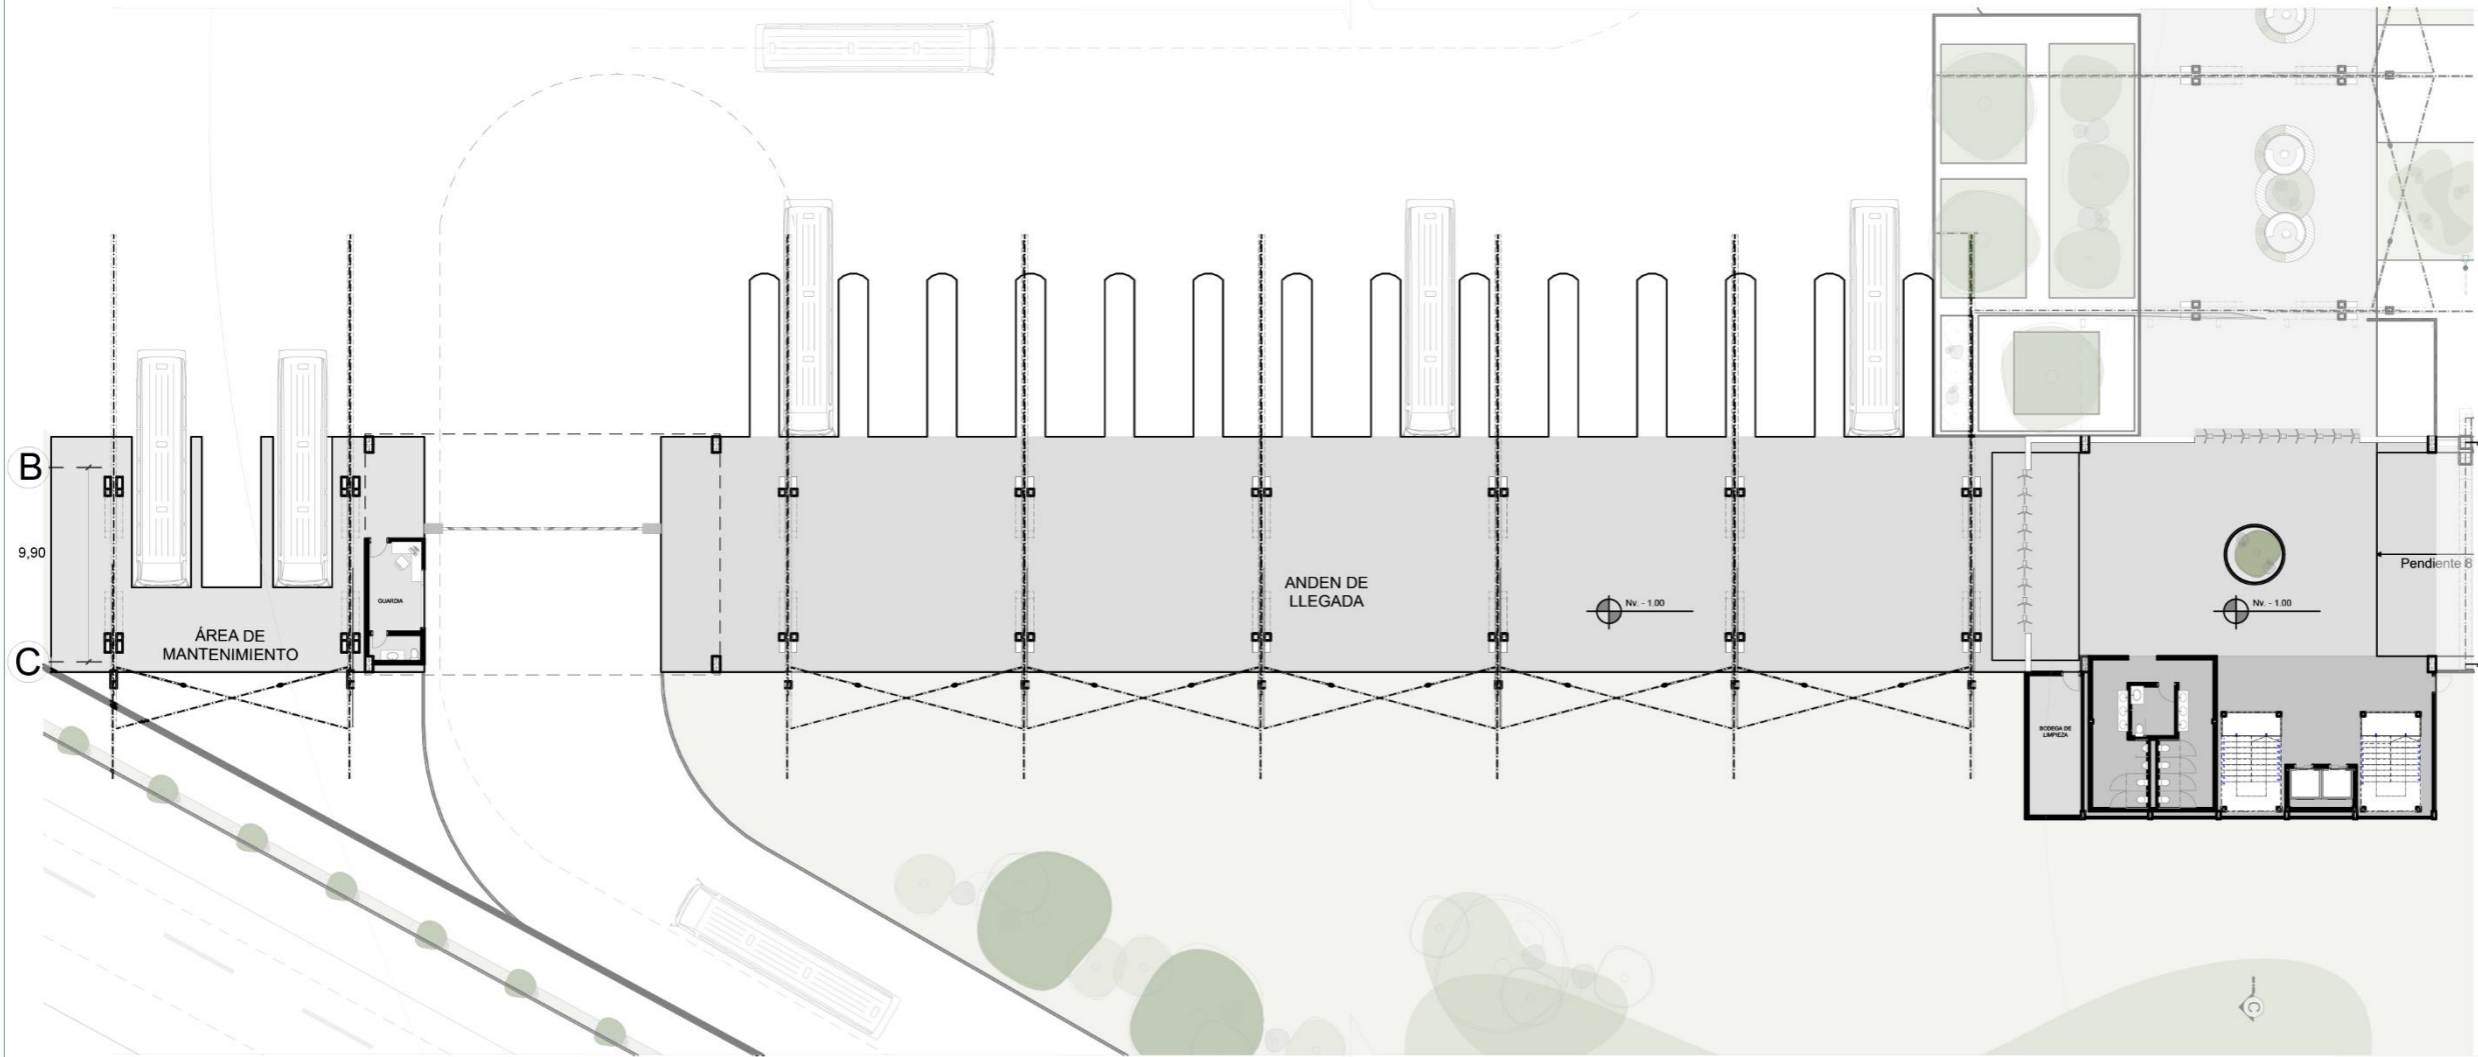 B
9,90
C
ÁREA DE
MANTENIMIENTO
GUARDIA
ANDEN DE
LLEGADA
Nv. - 1.00
Nv. - 1.00
Pendiente 8
BODEGA DE
LIMPIEZA
C